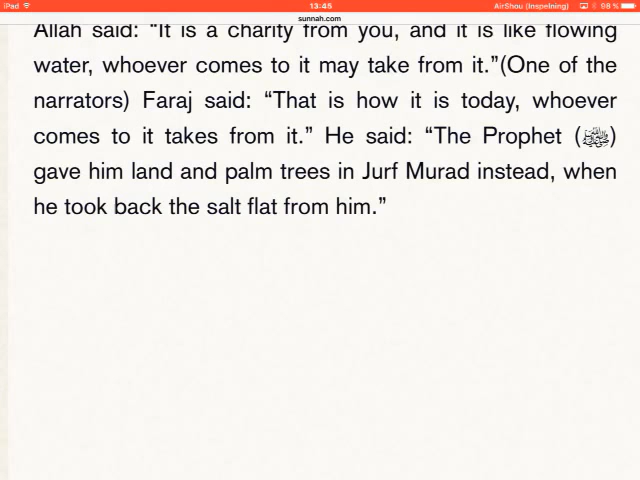 iPad 13:45 AirShou (Inspelning) 98 %
sunnah.com
Allah said: “It is a charity from you, and it is like flowing
water, whoever comes to it may take from it.”(One of the
narrators) Faraj said: “That is how it is today, whoever
comes to it takes from it.” He said: “The Prophet (ﷺ)
gave him land and palm trees in Jurf Murad instead, when
he took back the salt flat from him.”